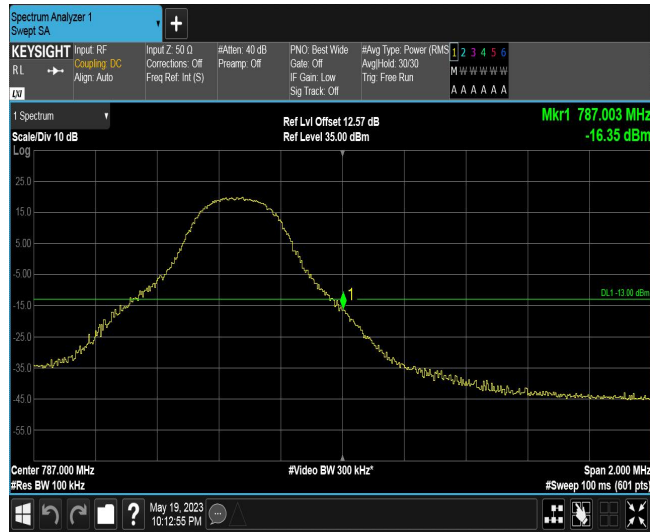 Spectrum Analyzer 1
Swept SA
KEYSIGHT
RL
LXI
Input: RF
Coupling: DC
Align: Auto
Input Z: 50 Ω
Corrections: Off
Freq Ref: Int (S)
#Atten: 40 dB
Preamp: Off
PNO: Best Wide
Gate: Off
IF Gain: Low
Sig Track: Off
#Avg Type: Power (RMS
Avg|Hold: 30/30
Trig: Free Run
1 2 3 4 5 6
M W W W W W
A A A A A A
1 Spectrum
Scale/Div 10 dB
Ref Lvl Offset 12.57 dB
Ref Level 35.00 dBm
Mkr1 787.003 MHz
-16.35 dBm
Log
25.0
15.0
5.00
-5.00
-15.0
-25.0
-35.0
-45.0
-55.0
1
DL1 -13.00 dBm
Center 787.000 MHz
#Res BW 100 kHz
#Video BW 300 kHz*
Span 2.000 MHz
#Sweep 100 ms (601 pts)
?
May 19, 2023
10:12:55 PM